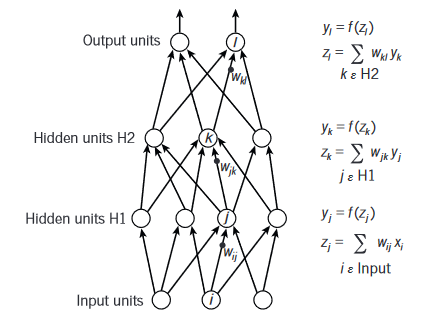 Output units
l
w_kl
y_l = f(z_l)
z_l = ∑ w_kl y_k
k ε H2
Hidden units H2
k
w_jk
y_k = f(z_k)
z_k = ∑ w_jk y_j
j ε H1
Hidden units H1
j
w_ij
y_j = f(z_j)
z_j = ∑ w_ij x_i
i ε Input
Input units
i